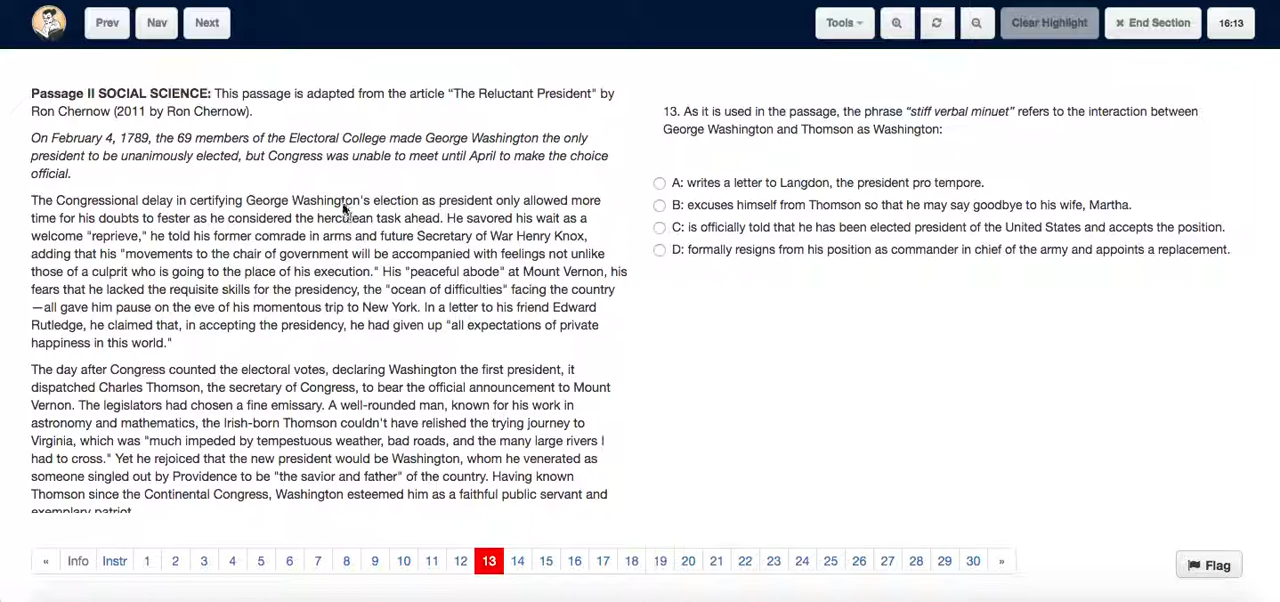 Prev Nav Next Tools Clear Highlight × End Section 16:13
Passage II SOCIAL SCIENCE: This passage is adapted from the article "The Reluctant President" by
Ron Chernow (2011 by Ron Chernow).
On February 4, 1789, the 69 members of the Electoral College made George Washington the only
president to be unanimously elected, but Congress was unable to meet until April to make the choice
official.
The Congressional delay in certifying George Washington's election as president only allowed more
time for his doubts to fester as he considered the herculean task ahead. He savored his wait as a
welcome "reprieve," he told his former comrade in arms and future Secretary of War Henry Knox,
adding that his "movements to the chair of government will be accompanied with feelings not unlike
those of a culprit who is going to the place of his execution." His "peaceful abode" at Mount Vernon, his
fears that he lacked the requisite skills for the presidency, the "ocean of difficulties" facing the country
—all gave him pause on the eve of his momentous trip to New York. In a letter to his friend Edward
Rutledge, he claimed that, in accepting the presidency, he had given up "all expectations of private
happiness in this world."
The day after Congress counted the electoral votes, declaring Washington the first president, it
dispatched Charles Thomson, the secretary of Congress, to bear the official announcement to Mount
Vernon. The legislators had chosen a fine emissary. A well-rounded man, known for his work in
astronomy and mathematics, the Irish-born Thomson couldn't have relished the trying journey to
Virginia, which was "much impeded by tempestuous weather, bad roads, and the many large rivers I
had to cross." Yet he rejoiced that the new president would be Washington, whom he venerated as
someone singled out by Providence to be "the savior and father" of the country. Having known
Thomson since the Continental Congress, Washington esteemed him as a faithful public servant and
exemplary patriot.
13. As it is used in the passage, the phrase "stiff verbal minuet" refers to the interaction between
George Washington and Thomson as Washington:
A: writes a letter to Langdon, the president pro tempore.
B: excuses himself from Thomson so that he may say goodbye to his wife, Martha.
C: is officially told that he has been elected president of the United States and accepts the position.
D: formally resigns from his position as commander in chief of the army and appoints a replacement.
« Info Instr 1 2 3 4 5 6 7 8 9 10 11 12 13 14 15 16 17 18 19 20 21 22 23 24 25 26 27 28 29 30 »
Flag